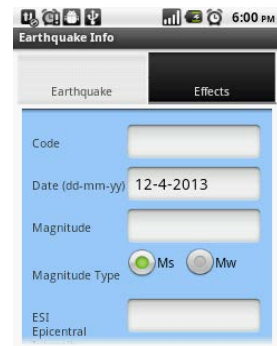 6:00 PM
Earthquake Info
Earthquake Effects
Code
Date (dd-mm-yy) 12-4-2013
Magnitude
Magnitude Type Ms Mw
ESI
Epicentral